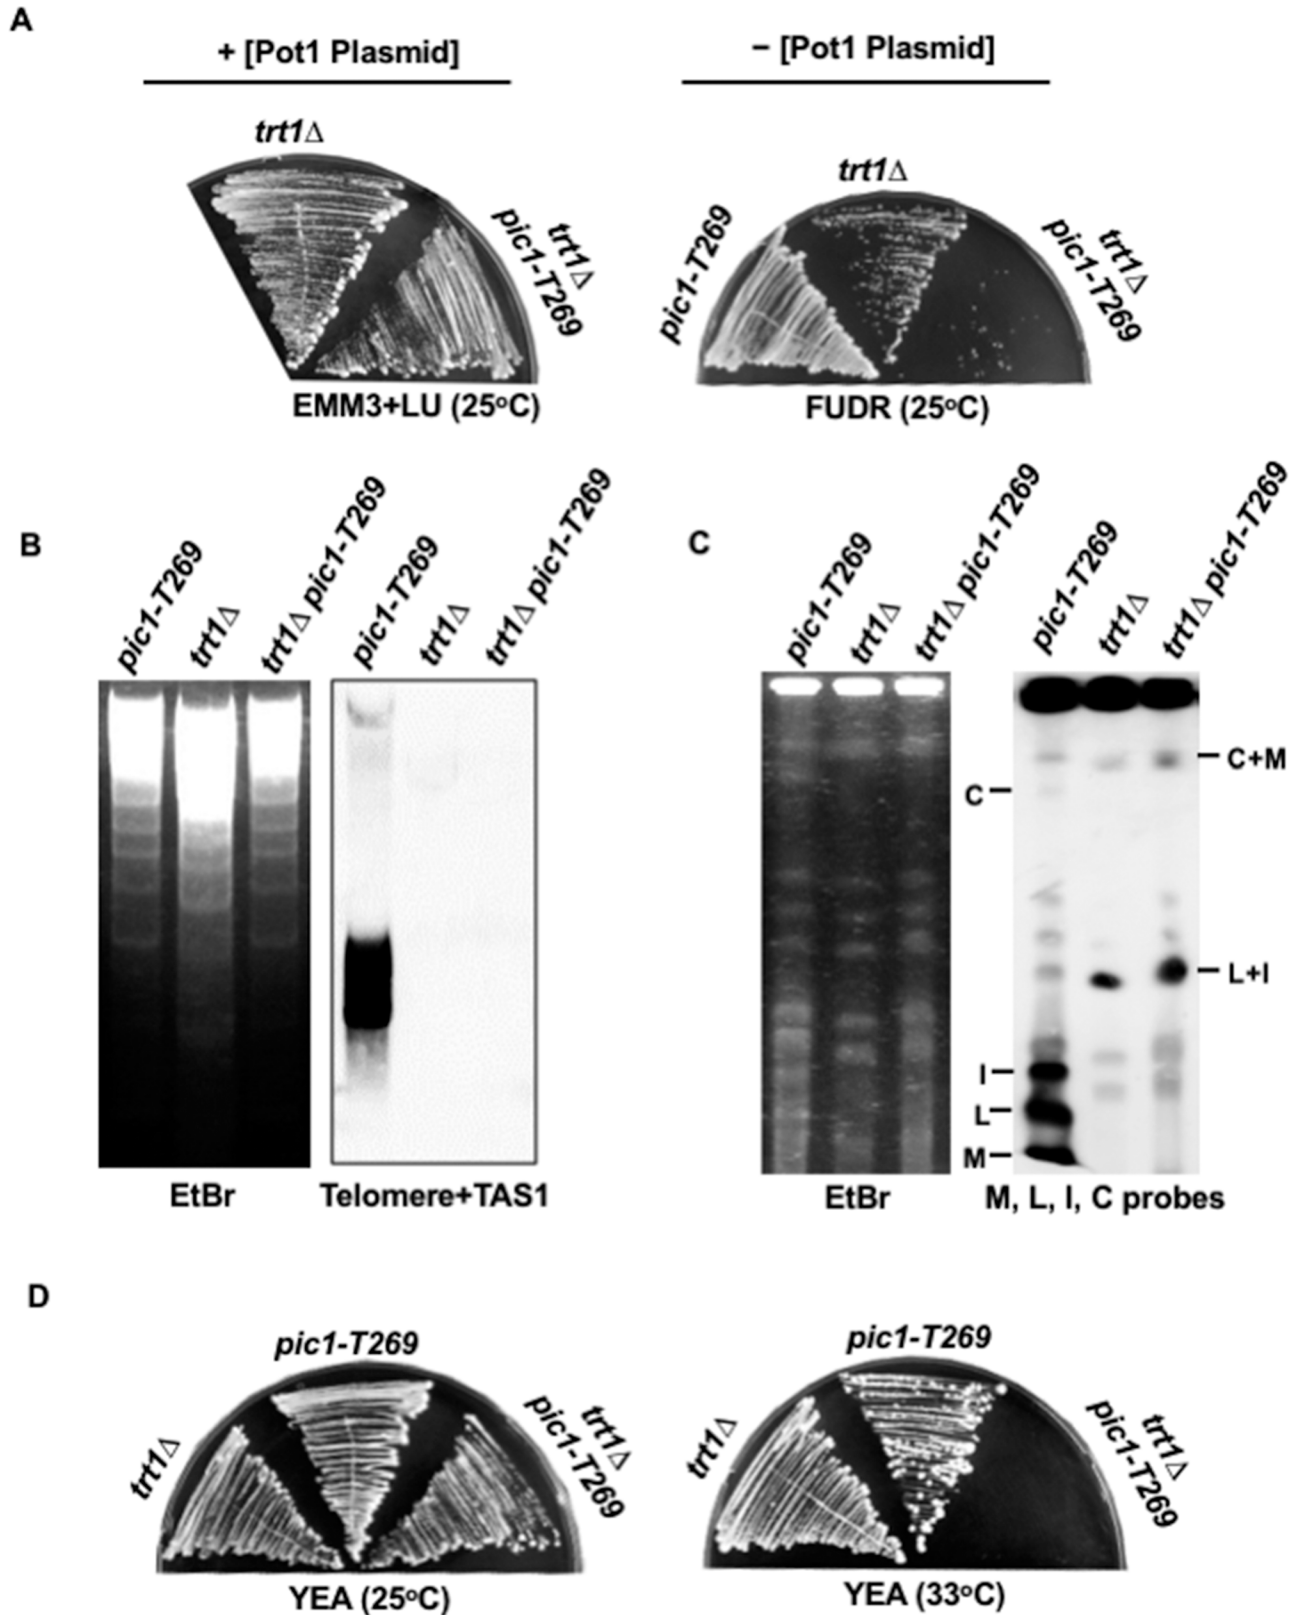 A
+ [Pot1 Plasmid]
− [Pot1 Plasmid]
trt1Δ
trt1Δ
pic1-T269
EMM3+LU (25°C)
pic1-T269
trt1Δ
trt1Δ
pic1-T269
FUDR (25°C)
B
pic1-T269
trt1Δ
trt1Δ pic1-T269
pic1-T269
trt1Δ
trt1Δ pic1-T269
EtBr
Telomere+TAS1
C
pic1-T269
trt1Δ
trt1Δ pic1-T269
pic1-T269
trt1Δ
trt1Δ pic1-T269
C+M
C
L+I
I
L
M
EtBr
M, L, I, C probes
D
trt1Δ
pic1-T269
trt1Δ
pic1-T269
YEA (25°C)
trt1Δ
pic1-T269
trt1Δ
pic1-T269
YEA (33°C)